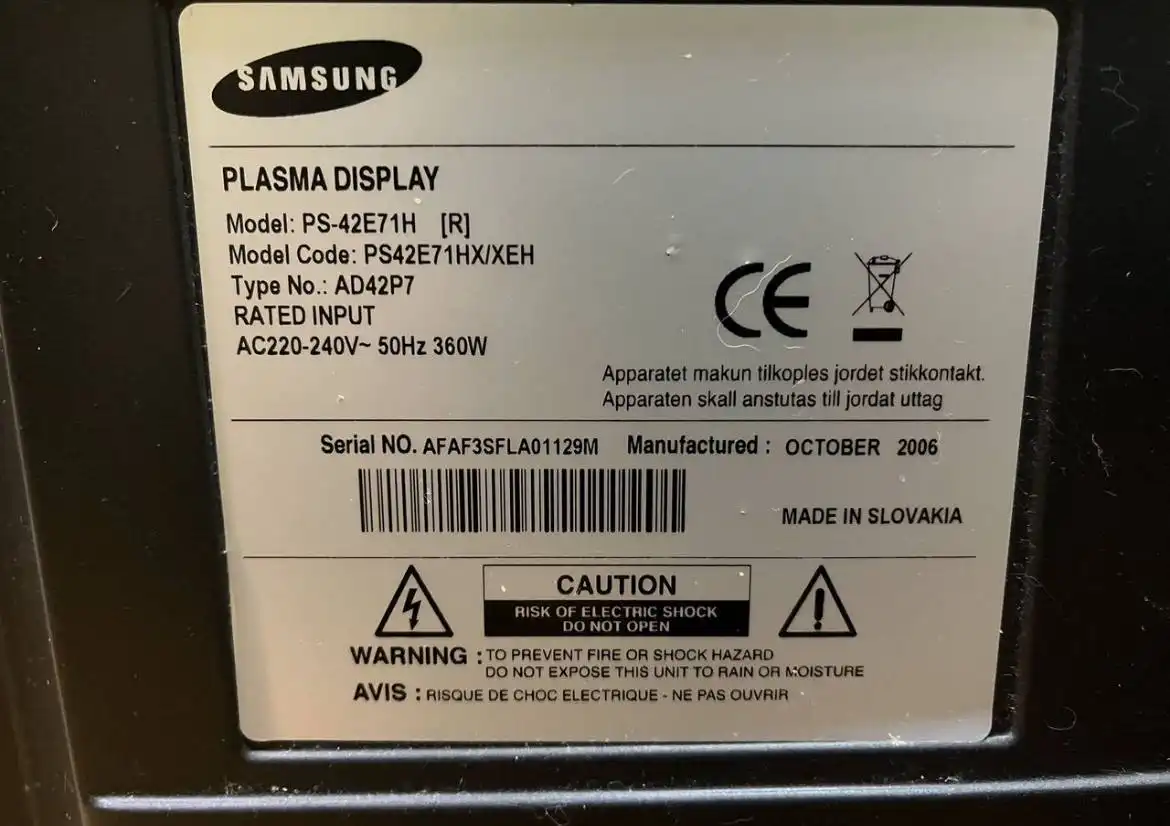 SAMSUNG
PLASMA DISPLAY
Model: PS-42E71H [R]
Model Code: PS42E71HX/XEH
Type No.: AD42P7
RATED INPUT
AC220-240V~ 50Hz 360W
CE
Apparatet makun tilkoples jordet stikkontakt.
Apparaten skall anstutas till jordat uttag
Serial NO. AFAF3SFLA01129M Manufactured : OCTOBER 2006
MADE IN SLOVAKIA
CAUTION
RISK OF ELECTRIC SHOCK
DO NOT OPEN
WARNING : TO PREVENT FIRE OR SHOCK HAZARD
DO NOT EXPOSE THIS UNIT TO RAIN OR MOISTURE
AVIS : RISQUE DE CHOC ELECTRIQUE - NE PAS OUVRIR